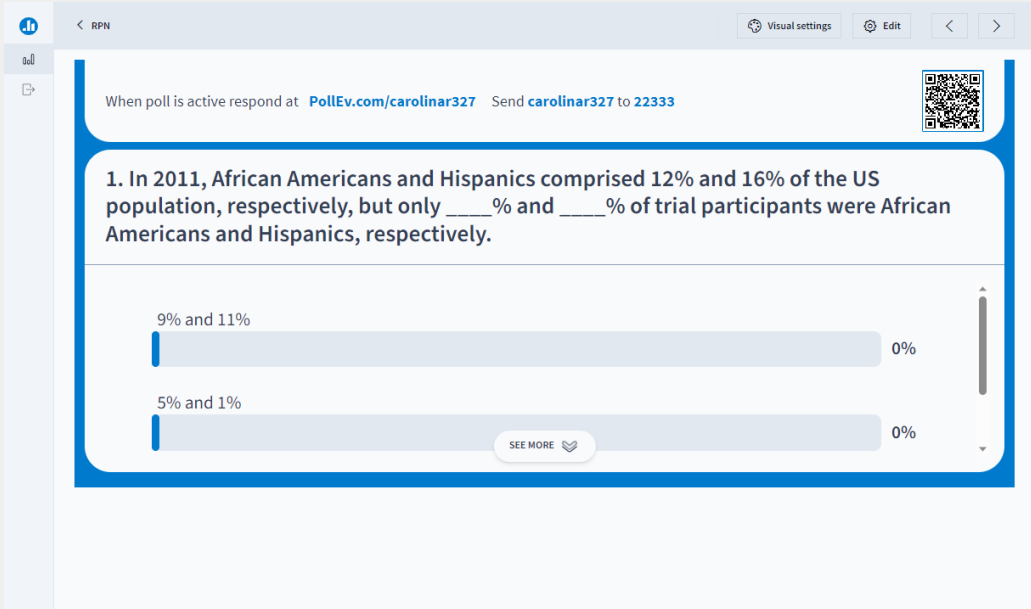 RPN
Visual settings
Edit
When poll is active respond at PollEv.com/carolinar327 Send carolinar327 to 22333
1. In 2011, African Americans and Hispanics comprised 12% and 16% of the US
population, respectively, but only ____% and ____% of trial participants were African
Americans and Hispanics, respectively.
9% and 11%
0%
5% and 1%
0%
SEE MORE